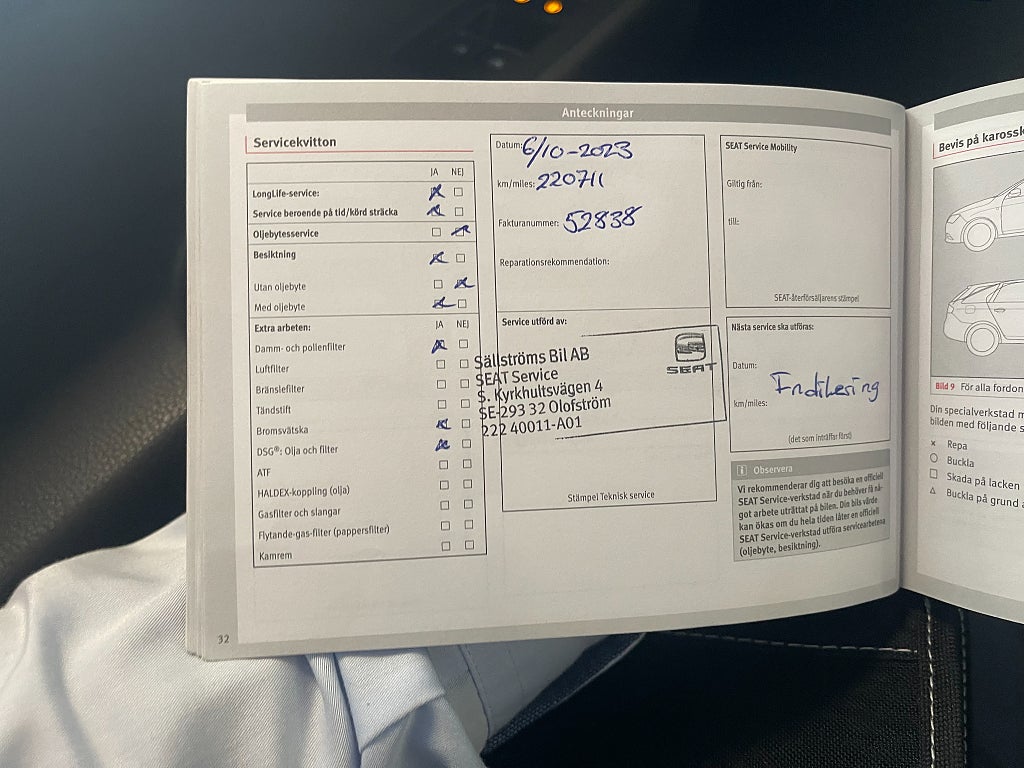 Anteckningar
Servicekvitton
JA NEJ
LongLife-service:
Service beroende på tid/körd sträcka
Oljebytesservice
Besiktning
Utan oljebyte
Med oljebyte
Extra arbeten: JA NEJ
Damm- och pollenfilter
Luftfilter
Bränslefilter
Tändstift
Bromsvätska
DSG®: Olja och filter
ATF
HALDEX-koppling (olja)
Gasfilter och slangar
Flytande-gas-filter (pappersfilter)
Kamrem
32
Datum: 6/10-2023
km/miles: 220711
Fakturanummer: 52838
Reparationsrekommendation:
Service utförd av:
Sällströms Bil AB
SEAT Service
S. Kyrkhultsvägen 4
SE-293 32 Olofström
222 40011-A01
SEAT
Stämpel Teknisk service
SEAT Service Mobility
Giltig från:
till:
SEAT-återförsäljarens stämpel
Nästa service ska utföras:
Datum:
Indikering
km/miles:
(det som inträffar först)
i Observera
Vi rekommenderar dig att besöka en officiell
SEAT Service-verkstad när du behöver få nå-
got arbete uträttat på bilen. Din bils värde
kan ökas om du hela tiden låter en officiell
SEAT Service-verkstad utföra servicearbetena
(oljebyte, besiktning).
Bevis på
Bild 9 För alla fordon
Din specialverkstad
bilden med följande
× Repa
○ Buckla
□ Skada på lacken
△ Buckla på grund